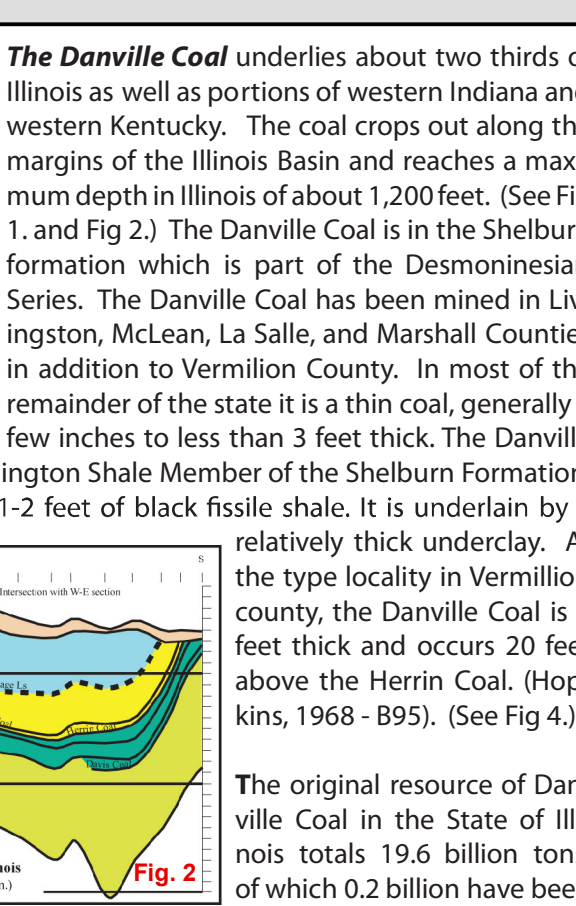 The Danville Coal underlies about two thirds o
Illinois as well as portions of western Indiana and
western Kentucky. The coal crops out along th
margins of the Illinois Basin and reaches a max
mum depth in Illinois of about 1,200 feet. (See Fi
1. and Fig 2.) The Danville Coal is in the Shelbur
formation which is part of the Desmoninesian
Series. The Danville Coal has been mined in Liv
ingston, McLean, La Salle, and Marshall Countie
in addition to Vermilion County. In most of th
remainder of the state it is a thin coal, generally
few inches to less than 3 feet thick. The Danvill
ington Shale Member of the Shelburn Formation
1-2 feet of black fissile shale. It is underlain by
relatively thick underclay. A
the type locality in Vermillio
county, the Danville Coal is
feet thick and occurs 20 fee
above the Herrin Coal. (Hop
kins, 1968 - B95). (See Fig 4.)
The original resource of Dan
ville Coal in the State of Illi
nois totals 19.6 billion ton
of which 0.2 billion have bee
S
Intersection with W-E section
age Ls
Herrin Coal
Davis Coal
nois
n.)
Fig. 2